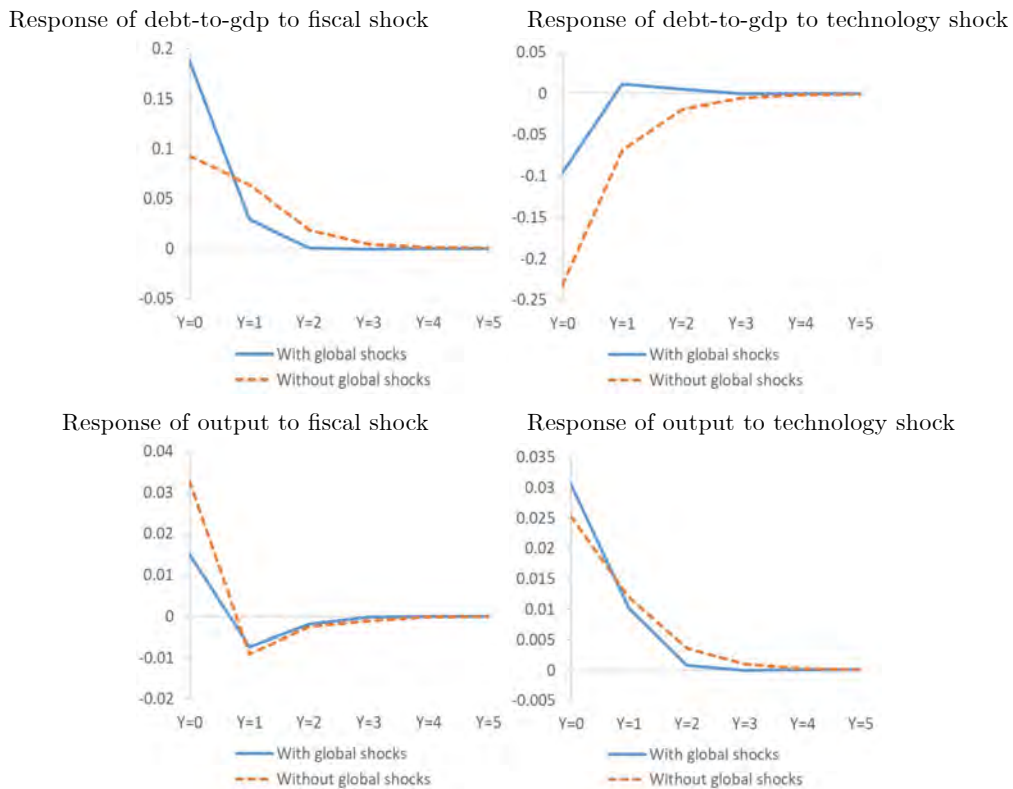 Response of debt-to-gdp to fiscal shock
0.2
0.15
0.1
0.05
0
-0.05
Y=0 Y=1 Y=2 Y=3 Y=4 Y=5
With global shocks
Without global shocks
Response of debt-to-gdp to technology shock
0.05
0
-0.05
-0.1
-0.15
-0.2
-0.25
Y=0 Y=1 Y=2 Y=3 Y=4 Y=5
With global shocks
Without global shocks
Response of output to fiscal shock
0.04
0.03
0.02
0.01
0
-0.01
-0.02
Y=0 Y=1 Y=2 Y=3 Y=4 Y=5
With global shocks
Without global shocks
Response of output to technology shock
0.035
0.03
0.025
0.02
0.015
0.01
0.005
0
-0.005
Y=0 Y=1 Y=2 Y=3 Y=4 Y=5
With global shocks
Without global shocks